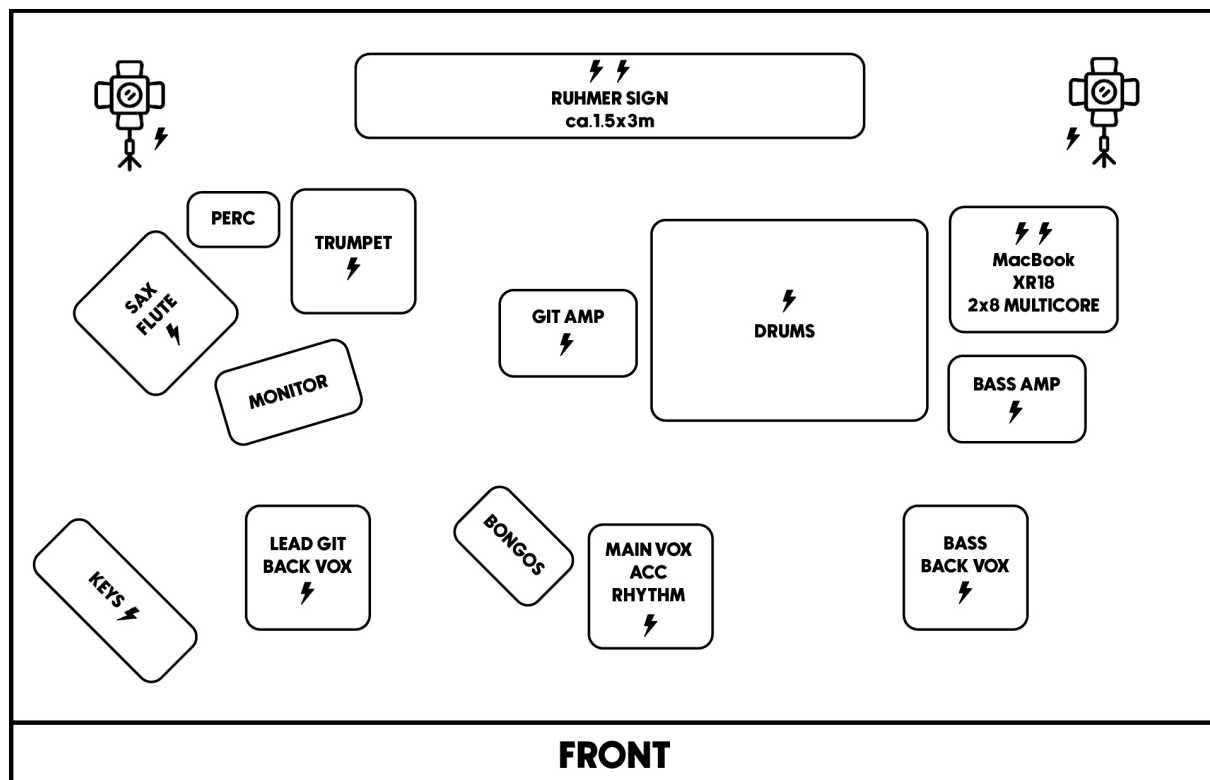 RUHMER SIGN
ca.1.5x3m
PERC
TRUMPET
SAX
FLUTE
MONITOR
GIT AMP
DRUMS
MacBook
XR18
2x8 MULTICORE
BASS AMP
KEYS
LEAD GIT
BACK VOX
BONGOS
MAIN VOX
ACC
RHYTHM
BASS
BACK VOX
FRONT